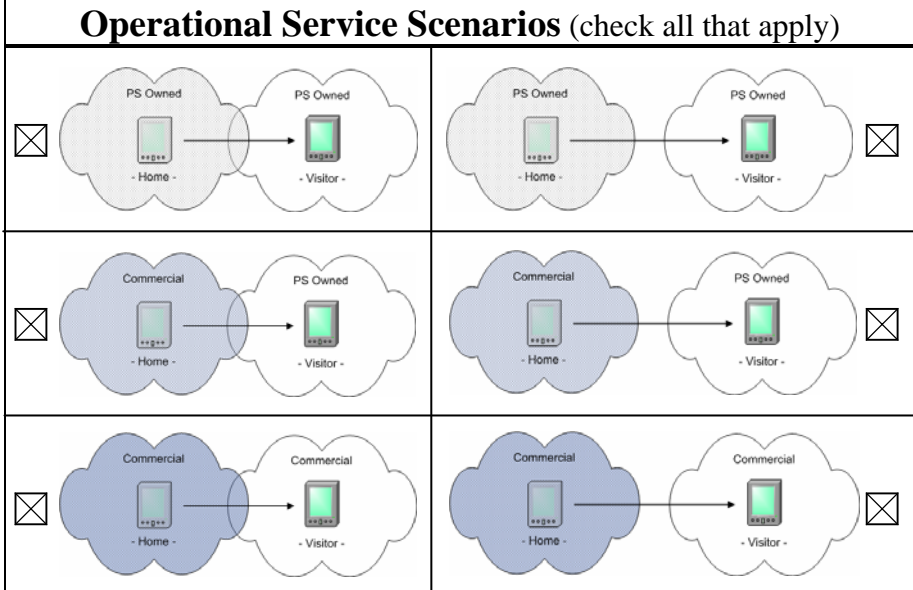 Operational Service Scenarios (check all that apply)
PS Owned
- Home -
PS Owned
- Visitor -
PS Owned
- Home -
PS Owned
- Visitor -
Commercial
- Home -
PS Owned
- Visitor -
Commercial
- Home -
PS Owned
- Visitor -
Commercial
- Home -
Commercial
- Visitor -
Commercial
- Home -
Commercial
- Visitor -